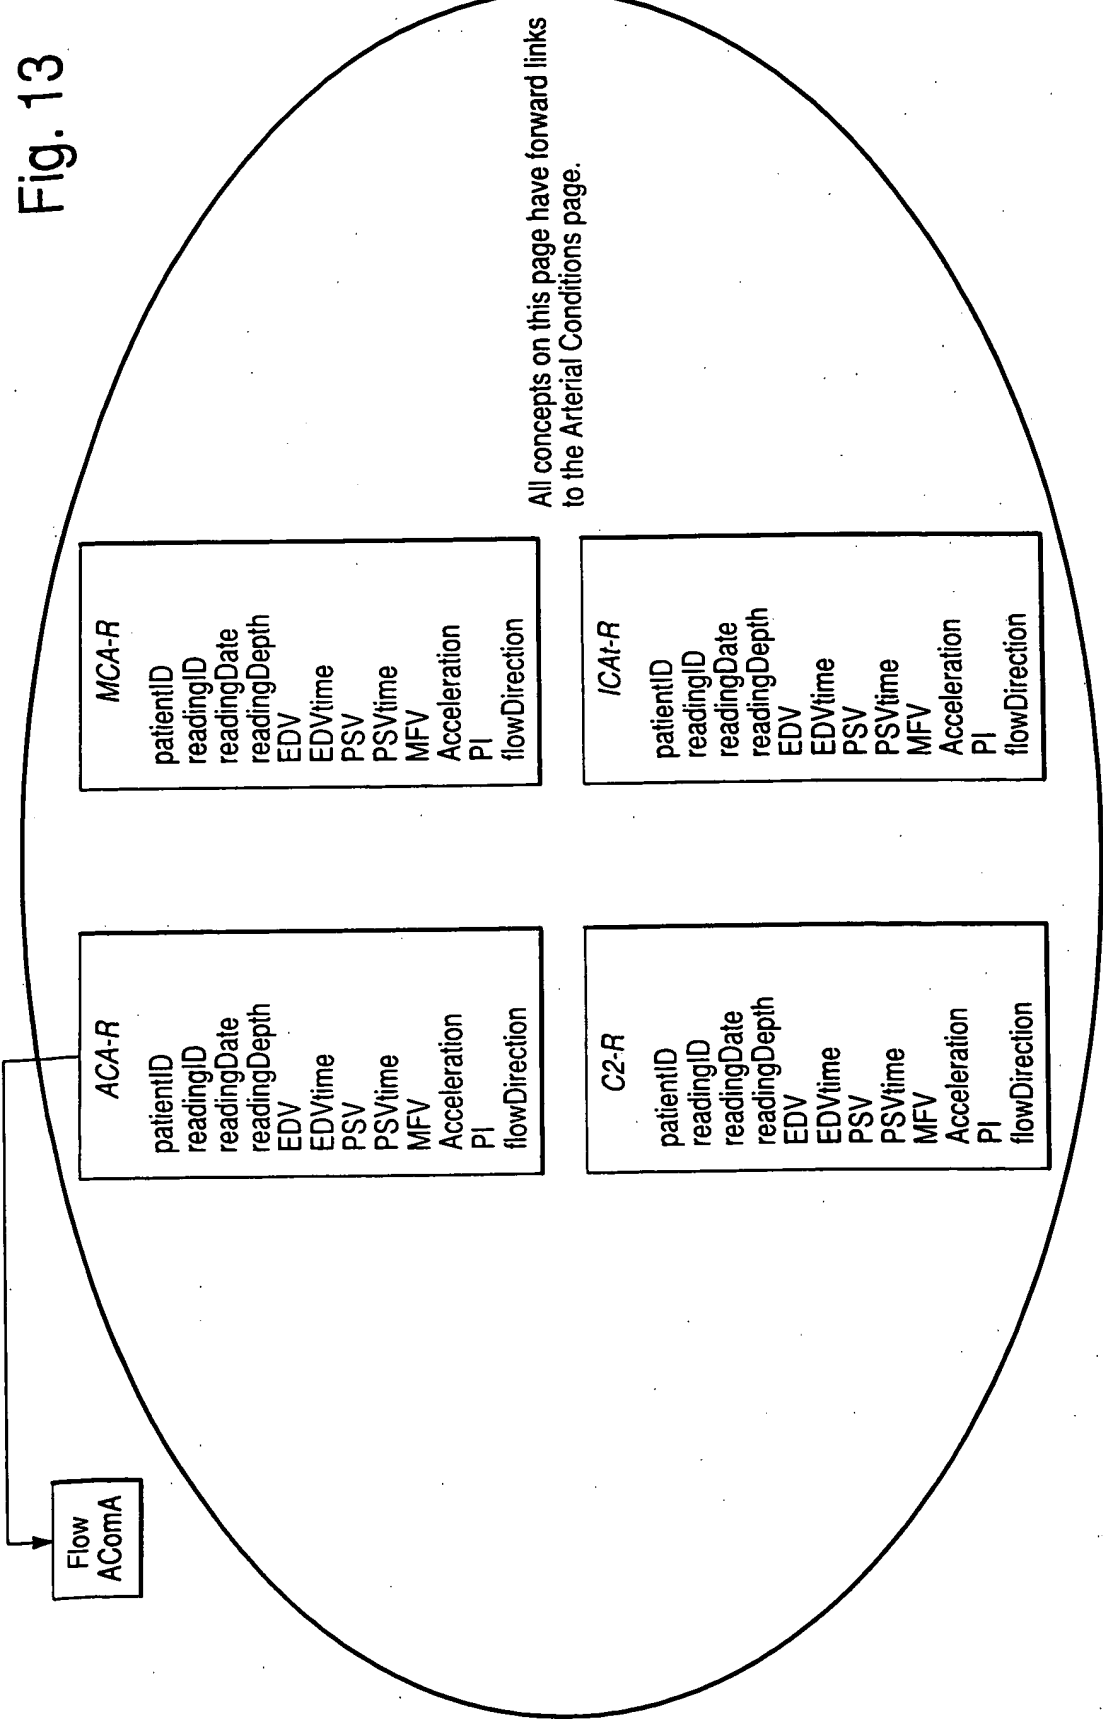 Fig. 13
Flow
AComA
ACA-R
patientID
readingID
readingDate
readingDepth
EDV
EDVtime
PSV
PSVtime
MFV
Acceleration
PI
flowDirection
MCA-R
patientID
readingID
readingDate
readingDepth
EDV
EDVtime
PSV
PSVtime
MFV
Acceleration
PI
flowDirection
C2-R
patientID
readingID
readingDate
readingDepth
EDV
EDVtime
PSV
PSVtime
MFV
Acceleration
PI
flowDirection
ICAt-R
patientID
readingID
readingDate
readingDepth
EDV
EDVtime
PSV
PSVtime
MFV
Acceleration
PI
flowDirection
All concepts on this page have forward links
to the Arterial Conditions page.